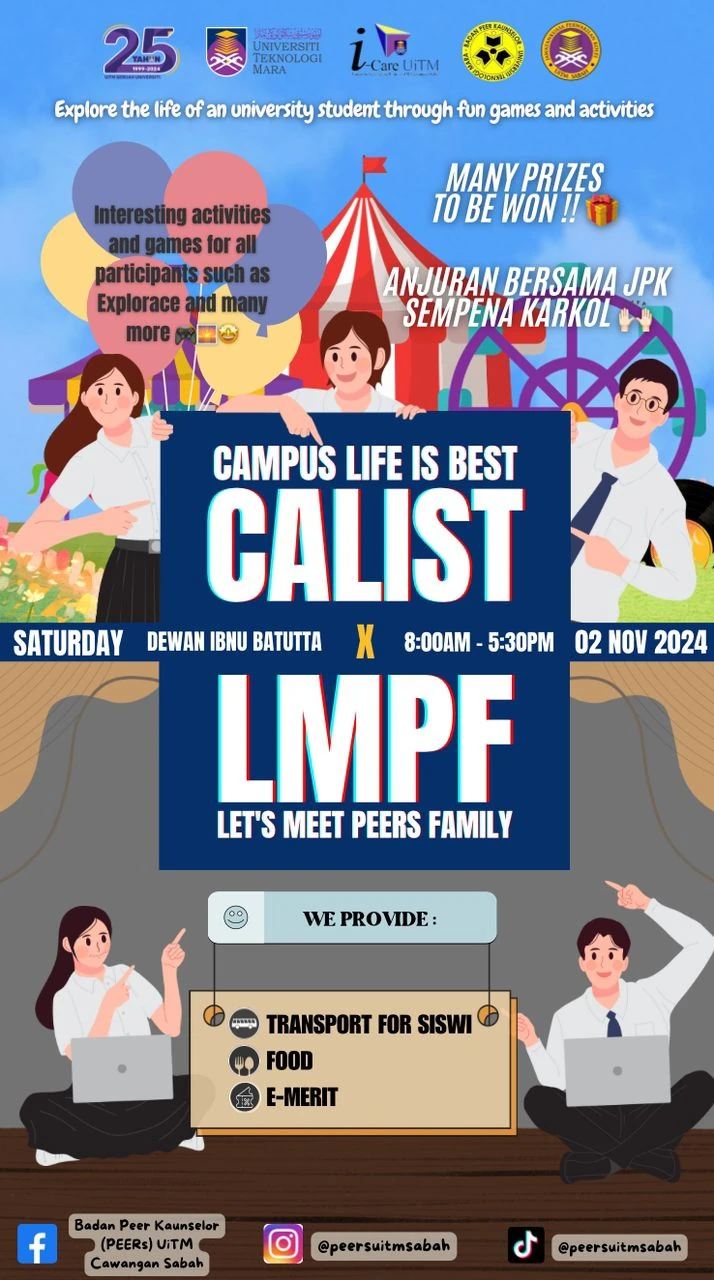 25
TAHUN
1999-2024
UNIVERSITI
TEKNOLOGI
MARA
i-Care UiTM
Explore the life of an university student through fun games and activities
MANY PRIZES
TO BE WON !! 🎁
Interesting activities
and games for all
participants such as
Explorace and many
more 🎮🎇🤩
ANJURAN BERSAMA JPK
SEMPENA KARKOL 🙌🏻
CAMPUS LIFE IS BEST
CALIST
SATURDAY DEWAN IBNU BATUTTA X 8:00AM - 5:30PM 02 NOV 2024
LMPF
LET'S MEET PEERS FAMILY
WE PROVIDE :
TRANSPORT FOR SISWI
FOOD
E-MERIT
Badan Peer Kaunselor
(PEERs) UiTM
Cawangan Sabah
@peersuitmsabah
@peersuitmsabah